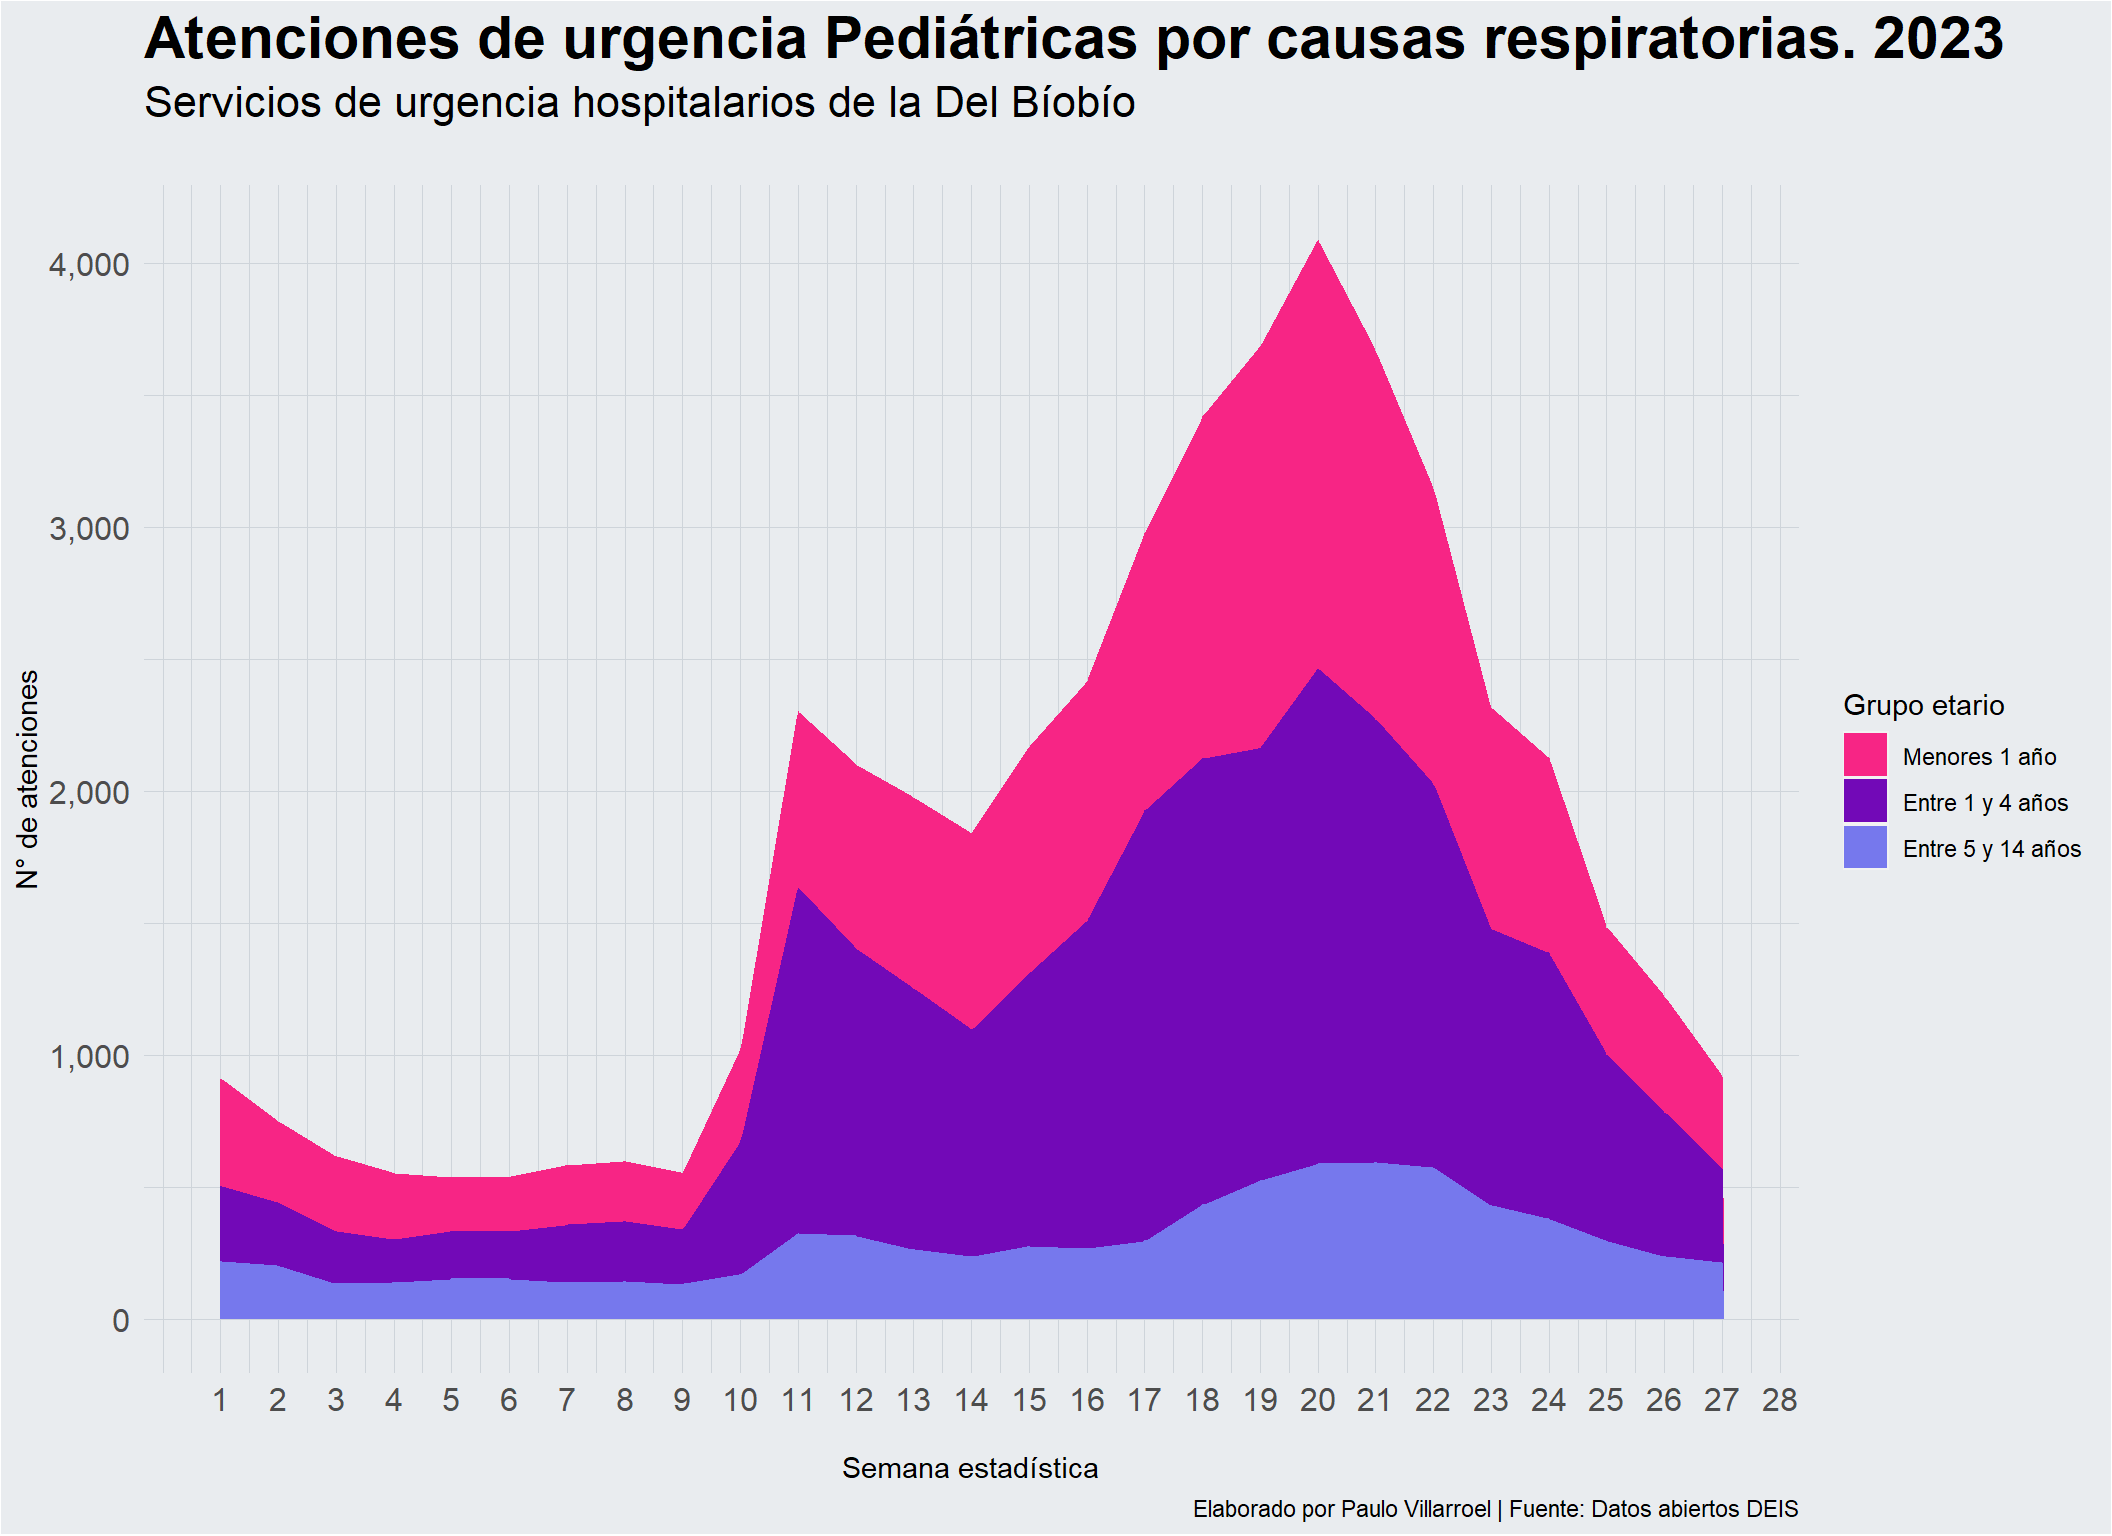 Atenciones de urgencia Pediátricas por causas respiratorias. 2023
Servicios de urgencia hospitalarios de la Del Bíobío
4,000
3,000
2,000
1,000
0
N° de atenciones
1 2 3 4 5 6 7 8 9 10 11 12 13 14 15 16 17 18 19 20 21 22 23 24 25 26 27 28
Semana estadística
Grupo etario
Menores 1 año
Entre 1 y 4 años
Entre 5 y 14 años
Elaborado por Paulo Villarroel | Fuente: Datos abiertos DEIS